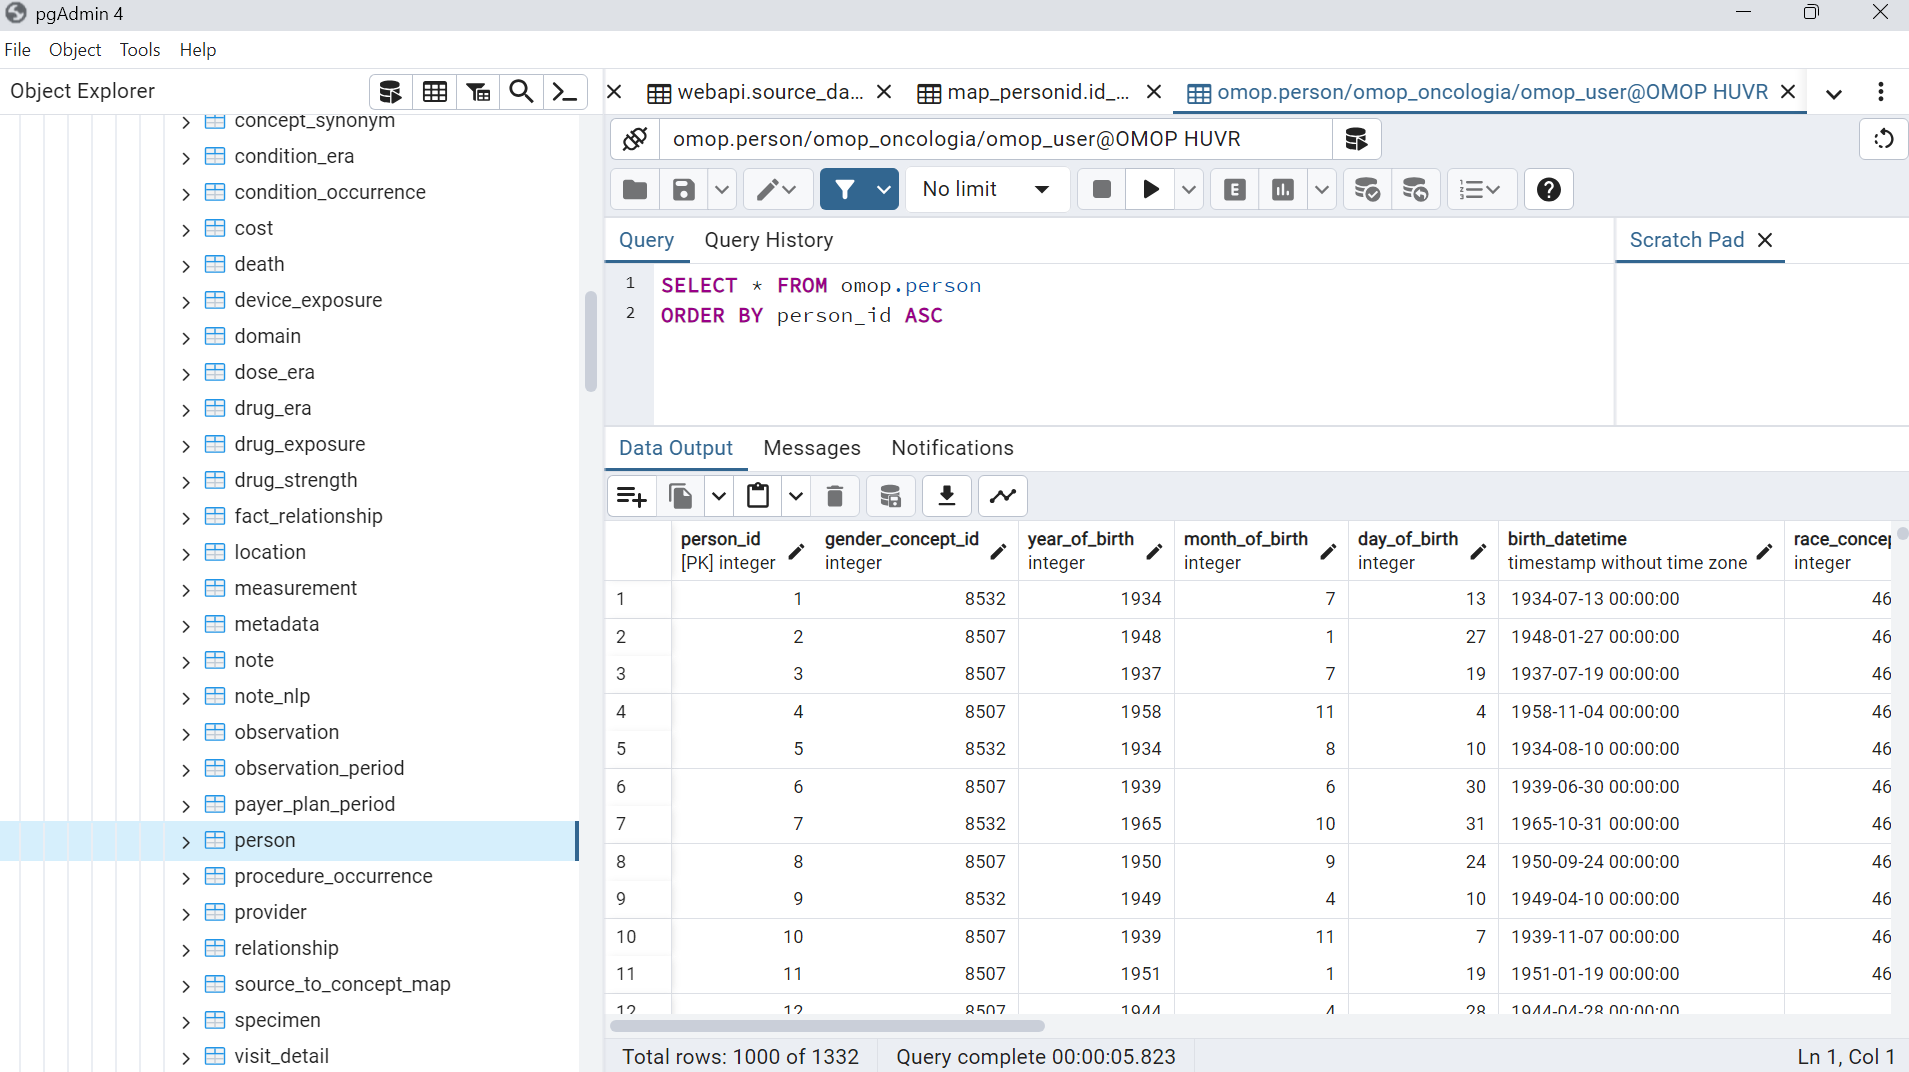 pgAdmin 4
File Object Tools Help
Object Explorer
webapi.source_da...
map_personid.id_...
omop.person/omop_oncologia/omop_user@OMOP HUVR
concept_synonym
condition_era
condition_occurrence
cost
death
device_exposure
domain
dose_era
drug_era
drug_exposure
drug_strength
fact_relationship
location
measurement
metadata
note
note_nlp
observation
observation_period
payer_plan_period
person
procedure_occurrence
provider
relationship
source_to_concept_map
specimen
visit_detail
omop.person/omop_oncologia/omop_user@OMOP HUVR
No limit
E
Query Query History
Scratch Pad
1 SELECT * FROM omop.person
2 ORDER BY person_id ASC
Data Output Messages Notifications
person_id gender_concept_id year_of_birth month_of_birth day_of_birth birth_datetime race_concep
[PK] integer integer integer integer integer timestamp without time zone integer
1 1 8532 1934 7 13 1934-07-13 00:00:00 46
2 2 8507 1948 1 27 1948-01-27 00:00:00 46
3 3 8507 1937 7 19 1937-07-19 00:00:00 46
4 4 8507 1958 11 4 1958-11-04 00:00:00 46
5 5 8532 1934 8 10 1934-08-10 00:00:00 46
6 6 8507 1939 6 30 1939-06-30 00:00:00 46
7 7 8532 1965 10 31 1965-10-31 00:00:00 46
8 8 8507 1950 9 24 1950-09-24 00:00:00 46
9 9 8532 1949 4 10 1949-04-10 00:00:00 46
10 10 8507 1939 11 7 1939-11-07 00:00:00 46
11 11 8507 1951 1 19 1951-01-19 00:00:00 46
12 12 8507 1944 4 28 1944-04-28 00:00:00
Total rows: 1000 of 1332 Query complete 00:00:05.823 Ln 1, Col 1